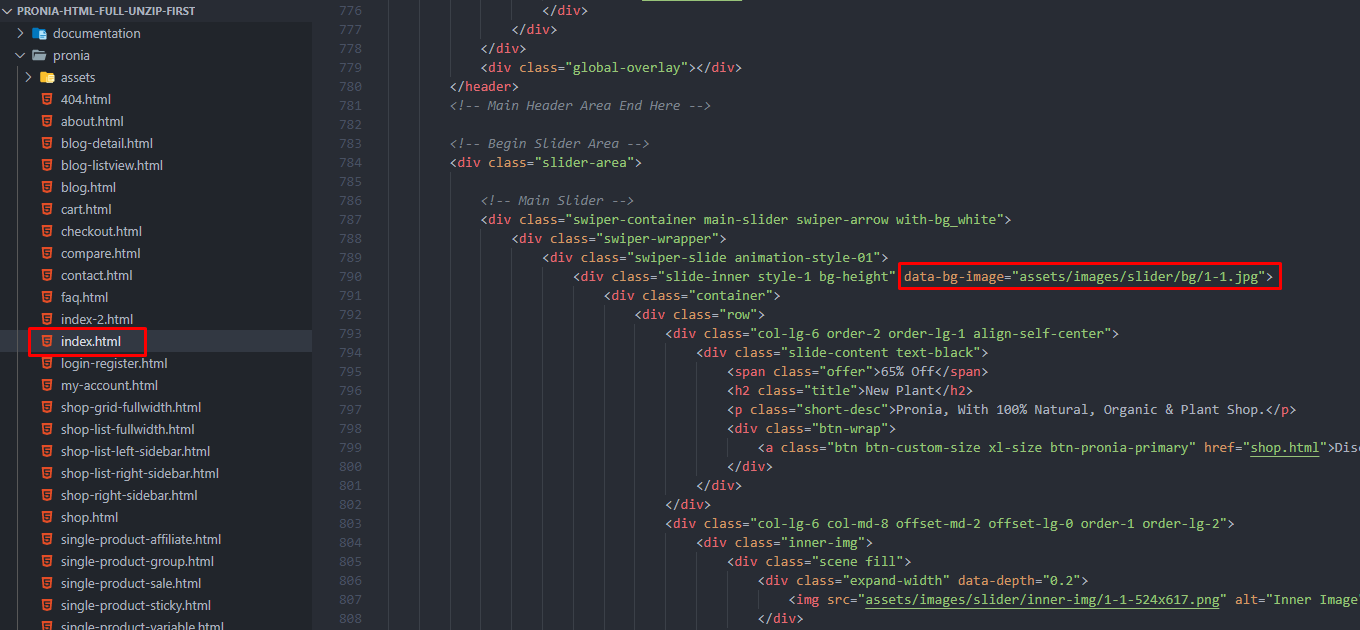 PRONIA-HTML-FULL-UNZIP-FIRST
documentation
pronia
assets
404.html
about.html
blog-detail.html
blog-listview.html
blog.html
cart.html
checkout.html
compare.html
contact.html
faq.html
index-2.html
index.html
login-register.html
my-account.html
shop-grid-fullwidth.html
shop-list-fullwidth.html
shop-list-left-sidebar.html
shop-list-right-sidebar.html
shop-right-sidebar.html
shop.html
single-product-affiliate.html
single-product-group.html
single-product-sale.html
single-product-sticky.html
single-product-variable.html
776 </div>
777 </div>
778 </div>
779 <div class="global-overlay"></div>
780 </header>
781 <!-- Main Header Area End Here -->
782
783 <!-- Begin Slider Area -->
784 <div class="slider-area">
785
786 <!-- Main Slider -->
787 <div class="swiper-container main-slider swiper-arrow with-bg_white">
788 <div class="swiper-wrapper">
789 <div class="swiper-slide animation-style-01">
790 <div class="slide-inner style-1 bg-height" data-bg-image="assets/images/slider/bg/1-1.jpg">
791 <div class="container">
792 <div class="row">
793 <div class="col-lg-6 order-2 order-lg-1 align-self-center">
794 <div class="slide-content text-black">
795 <span class="offer">65% Off</span>
796 <h2 class="title">New Plant</h2>
797 <p class="short-desc">Pronia, With 100% Natural, Organic & Plant Shop.</p>
798 <div class="btn-wrap">
799 <a class="btn btn-custom-size xl-size btn-pronia-primary" href="shop.html">Disc
800 </div>
801 </div>
802 </div>
803 <div class="col-lg-6 col-md-8 offset-md-2 offset-lg-0 order-1 order-lg-2">
804 <div class="inner-img">
805 <div class="scene fill">
806 <div class="expand-width" data-depth="0.2">
807 <img src="assets/images/slider/inner-img/1-1-524x617.png" alt="Inner Image
808 </div>